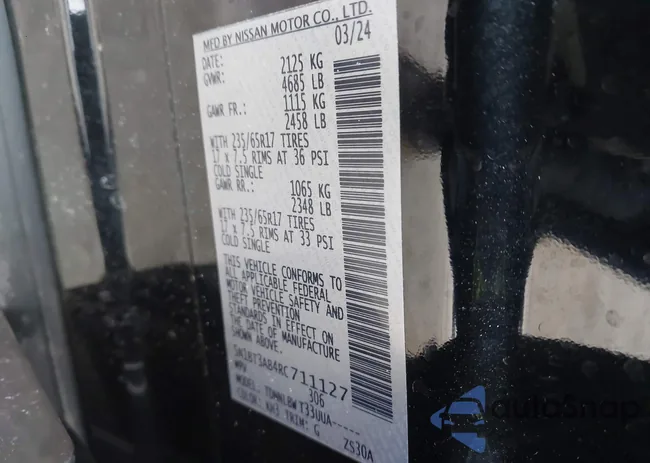 MFD BY NISSAN MOTOR CO., LTD.
DATE: 03/24
GVWR: 2125 KG
4685 LB
GAWR FR.: 1115 KG
2458 LB
WITH 235/65R17 TIRES
17 x 7.5 RIMS AT 36 PSI
COLD SINGLE
GAWR RR.: 1065 KG
2348 LB
WITH 235/65R17 TIRES
17 x 7.5 RIMS AT 33 PSI
COLD SINGLE
THIS VEHICLE CONFORMS TO
ALL APPLICABLE FEDERAL
MOTOR VEHICLE SAFETY AND
THEFT PREVENTION
STANDARDS IN EFFECT ON
THE DATE OF MANUFACTURE
SHOWN ABOVE.
5N1BT3AB4RC711127
MPV 306
MODEL: TDMNLBW T33UUA-----
COLOR: KH3 TRIM: G ZS30A
autoSnap